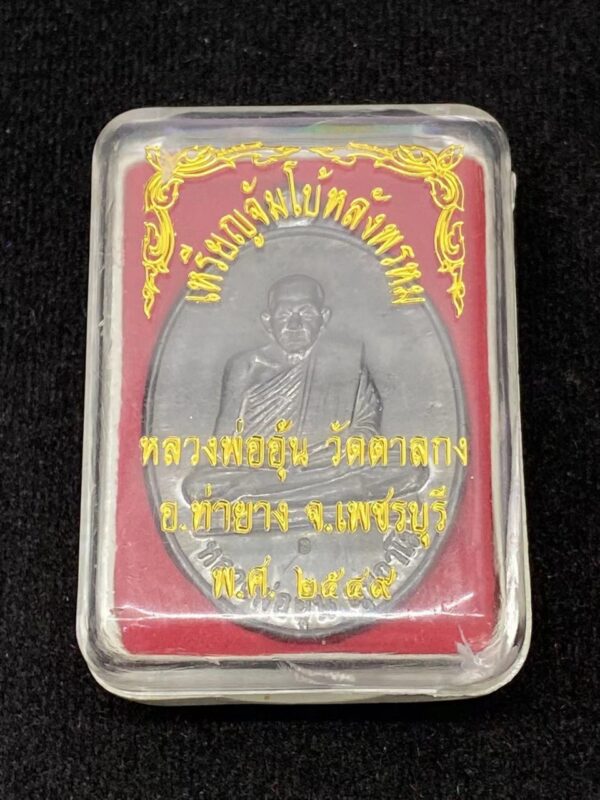 เหรียญจัมโบ้หลังพรหม
หลวงพ่ออุ้น วัดตาลกง
อ.ท่ายาง จ.เพชรบุรี
พ.ศ. ๒๕๔๙